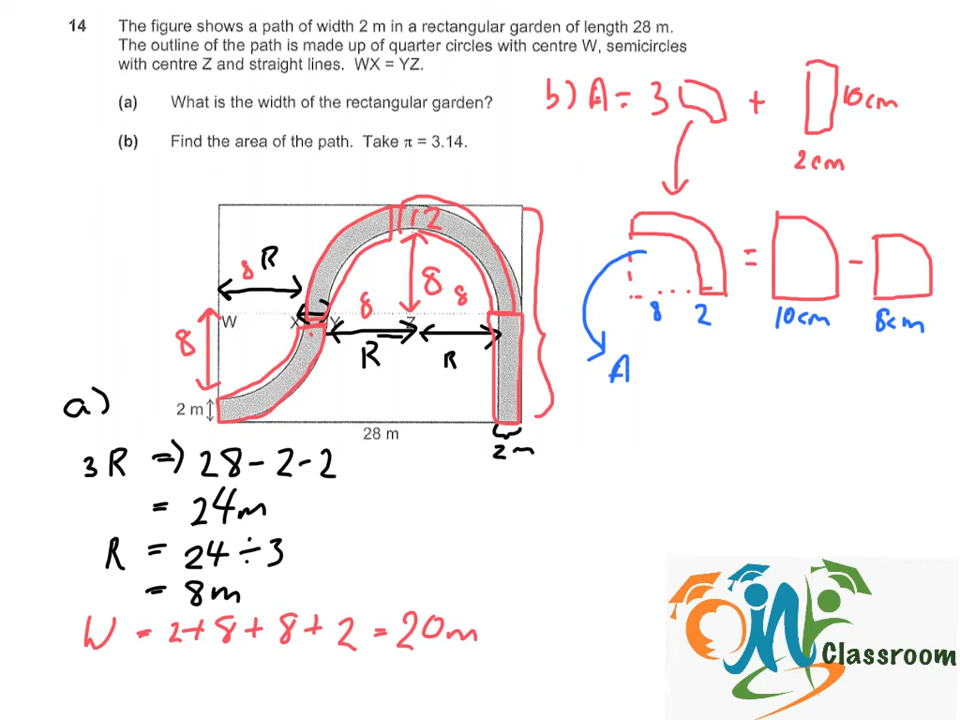 14 The figure shows a path of width 2 m in a rectangular garden of length 28 m.
The outline of the path is made up of quarter circles with centre W, semicircles
with centre Z and straight lines. WX = YZ.
(a) What is the width of the rectangular garden?
(b) Find the area of the path. Take π = 3.14.
b) A = 3 + 10cm
2cm
= -
8 2 10cm 8cm
A
8 R
2
8
8
8
W X Y Z
8
R R
2 m
28 m
2m
a)
3R => 28 - 2 - 2
= 24m
R = 24 ÷ 3
= 8m
W = 2 + 8 + 8 + 2 = 20m
ONE
Classroom